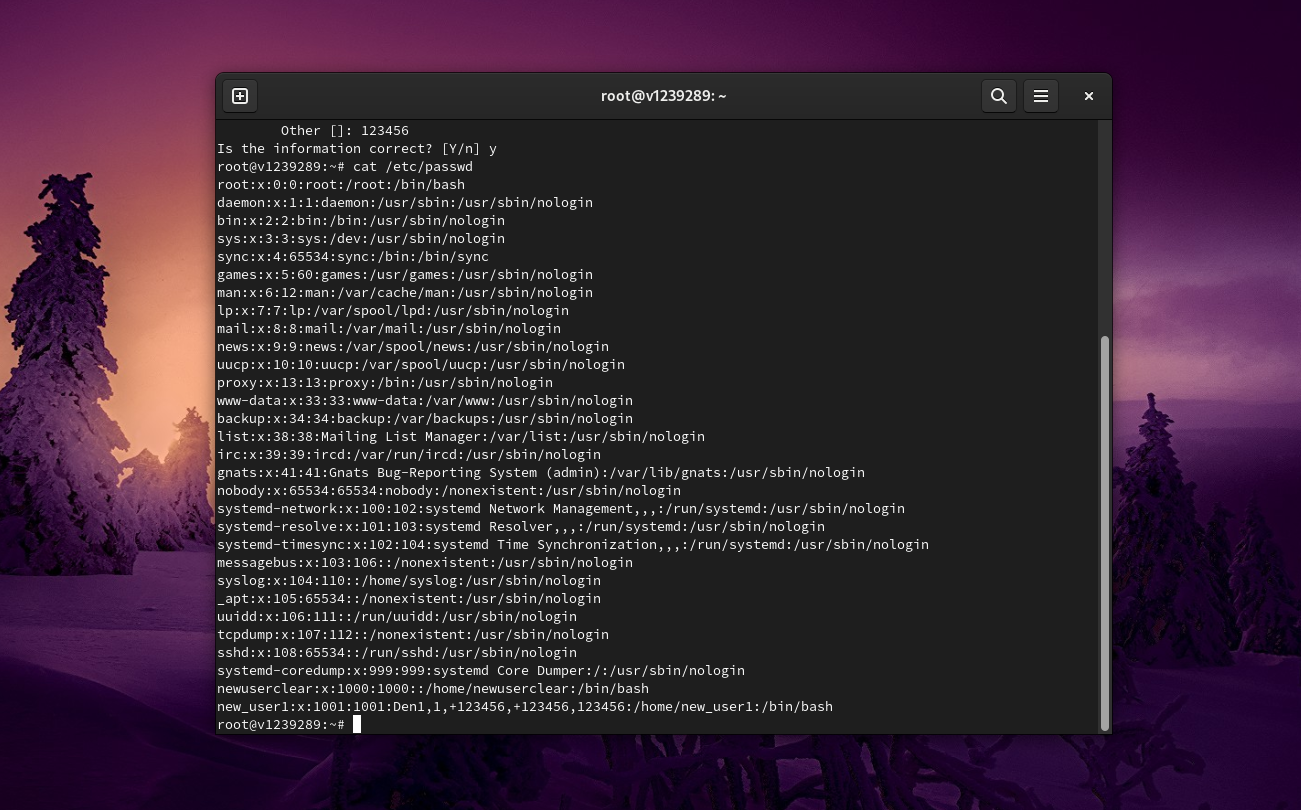 root@v1239289: ~
Other []: 123456
Is the information correct? [Y/n] y
root@v1239289:~# cat /etc/passwd
root:x:0:0:root:/root:/bin/bash
daemon:x:1:1:daemon:/usr/sbin:/usr/sbin/nologin
bin:x:2:2:bin:/bin:/usr/sbin/nologin
sys:x:3:3:sys:/dev:/usr/sbin/nologin
sync:x:4:65534:sync:/bin:/bin/sync
games:x:5:60:games:/usr/games:/usr/sbin/nologin
man:x:6:12:man:/var/cache/man:/usr/sbin/nologin
lp:x:7:7:lp:/var/spool/lpd:/usr/sbin/nologin
mail:x:8:8:mail:/var/mail:/usr/sbin/nologin
news:x:9:9:news:/var/spool/news:/usr/sbin/nologin
uucp:x:10:10:uucp:/var/spool/uucp:/usr/sbin/nologin
proxy:x:13:13:proxy:/bin:/usr/sbin/nologin
www-data:x:33:33:www-data:/var/www:/usr/sbin/nologin
backup:x:34:34:backup:/var/backups:/usr/sbin/nologin
list:x:38:38:Mailing List Manager:/var/list:/usr/sbin/nologin
irc:x:39:39:ircd:/var/run/ircd:/usr/sbin/nologin
gnats:x:41:41:Gnats Bug-Reporting System (admin):/var/lib/gnats:/usr/sbin/nologin
nobody:x:65534:65534:nobody:/nonexistent:/usr/sbin/nologin
systemd-network:x:100:102:systemd Network Management,,,:/run/systemd:/usr/sbin/nologin
systemd-resolve:x:101:103:systemd Resolver,,,:/run/systemd:/usr/sbin/nologin
systemd-timesync:x:102:104:systemd Time Synchronization,,,:/run/systemd:/usr/sbin/nologin
messagebus:x:103:106::/nonexistent:/usr/sbin/nologin
syslog:x:104:110::/home/syslog:/usr/sbin/nologin
_apt:x:105:65534::/nonexistent:/usr/sbin/nologin
uuidd:x:106:111::/run/uuidd:/usr/sbin/nologin
tcpdump:x:107:112::/nonexistent:/usr/sbin/nologin
sshd:x:108:65534::/run/sshd:/usr/sbin/nologin
systemd-coredump:x:999:999:systemd Core Dumper:/:/usr/sbin/nologin
newuserclear:x:1000:1000::/home/newuserclear:/bin/bash
new_user1:x:1001:1001:Den1,1,+123456,+123456,123456:/home/new_user1:/bin/bash
root@v1239289:~#